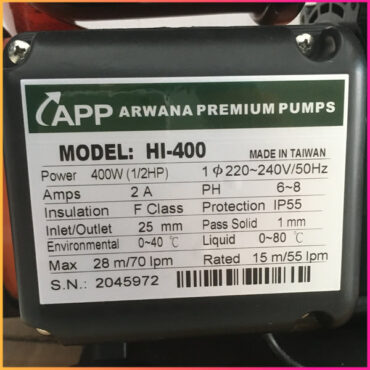 APP ARWANA PREMIUM PUMPS
MODEL: HI-400 MADE IN TAIWAN
Power 400W (1/2HP) 1Φ220~240V/50Hz
Amps 2 A PH 6~8
Insulation F Class Protection IP55
Inlet/Outlet 25 mm Pass Solid 1 mm
Environmental 0~40 ℃ Liquid 0~80 ℃
Max 28 m/70 lpm Rated 15 m/55 lpm
S.N.: 2045972